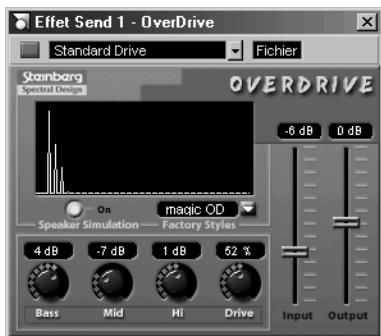 Effet Send 1 - OverDrive
Standard Drive Fichier
Steinberg
Spectral Design
OVERDRIVE
-6 dB 0 dB
On magic OD
Speaker Simulation Factory Styles
4 dB -7 dB 1 dB 52 %
Bass Mid Hi Drive Input Output